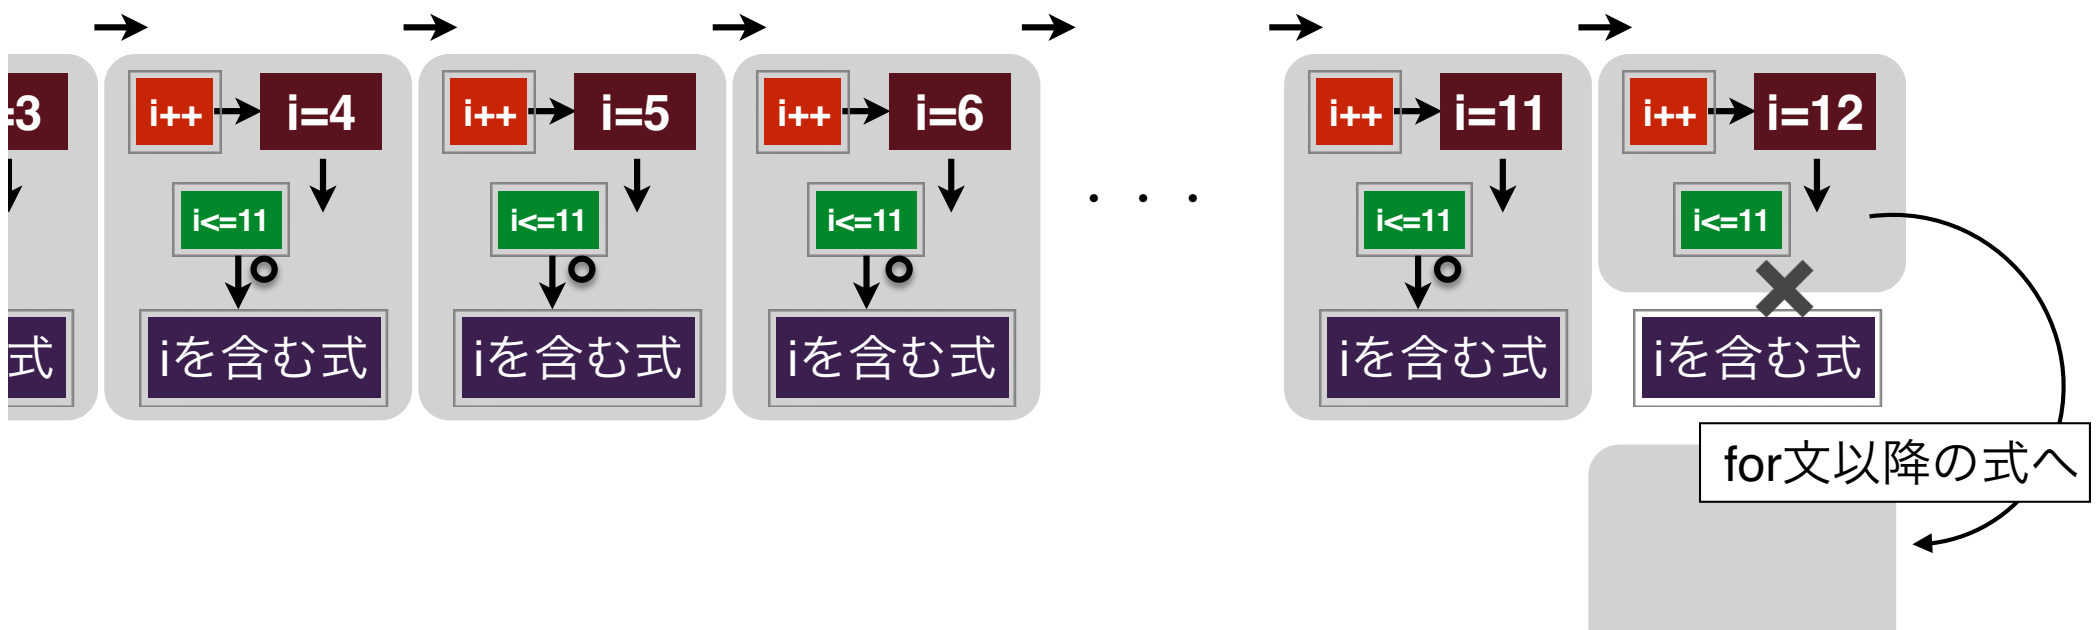 =3
i++
i=4
i++
i=5
i++
i=6
i++
i=11
i++
i=12
i<=11
i<=11
i<=11
. . .
i<=11
i<=11
式
iを含む式
iを含む式
iを含む式
iを含む式
iを含む式
for文以降の式へ